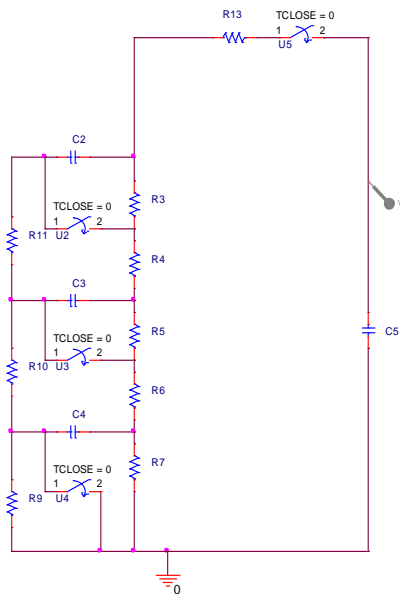 R13
TCLOSE = 0
1
2
U5
C2
R3
TCLOSE = 0
1
2
R11
U2
R4
C3
R5
C5
TCLOSE = 0
1
2
R10
U3
R6
C4
R7
TCLOSE = 0
1
2
R9
U4
0